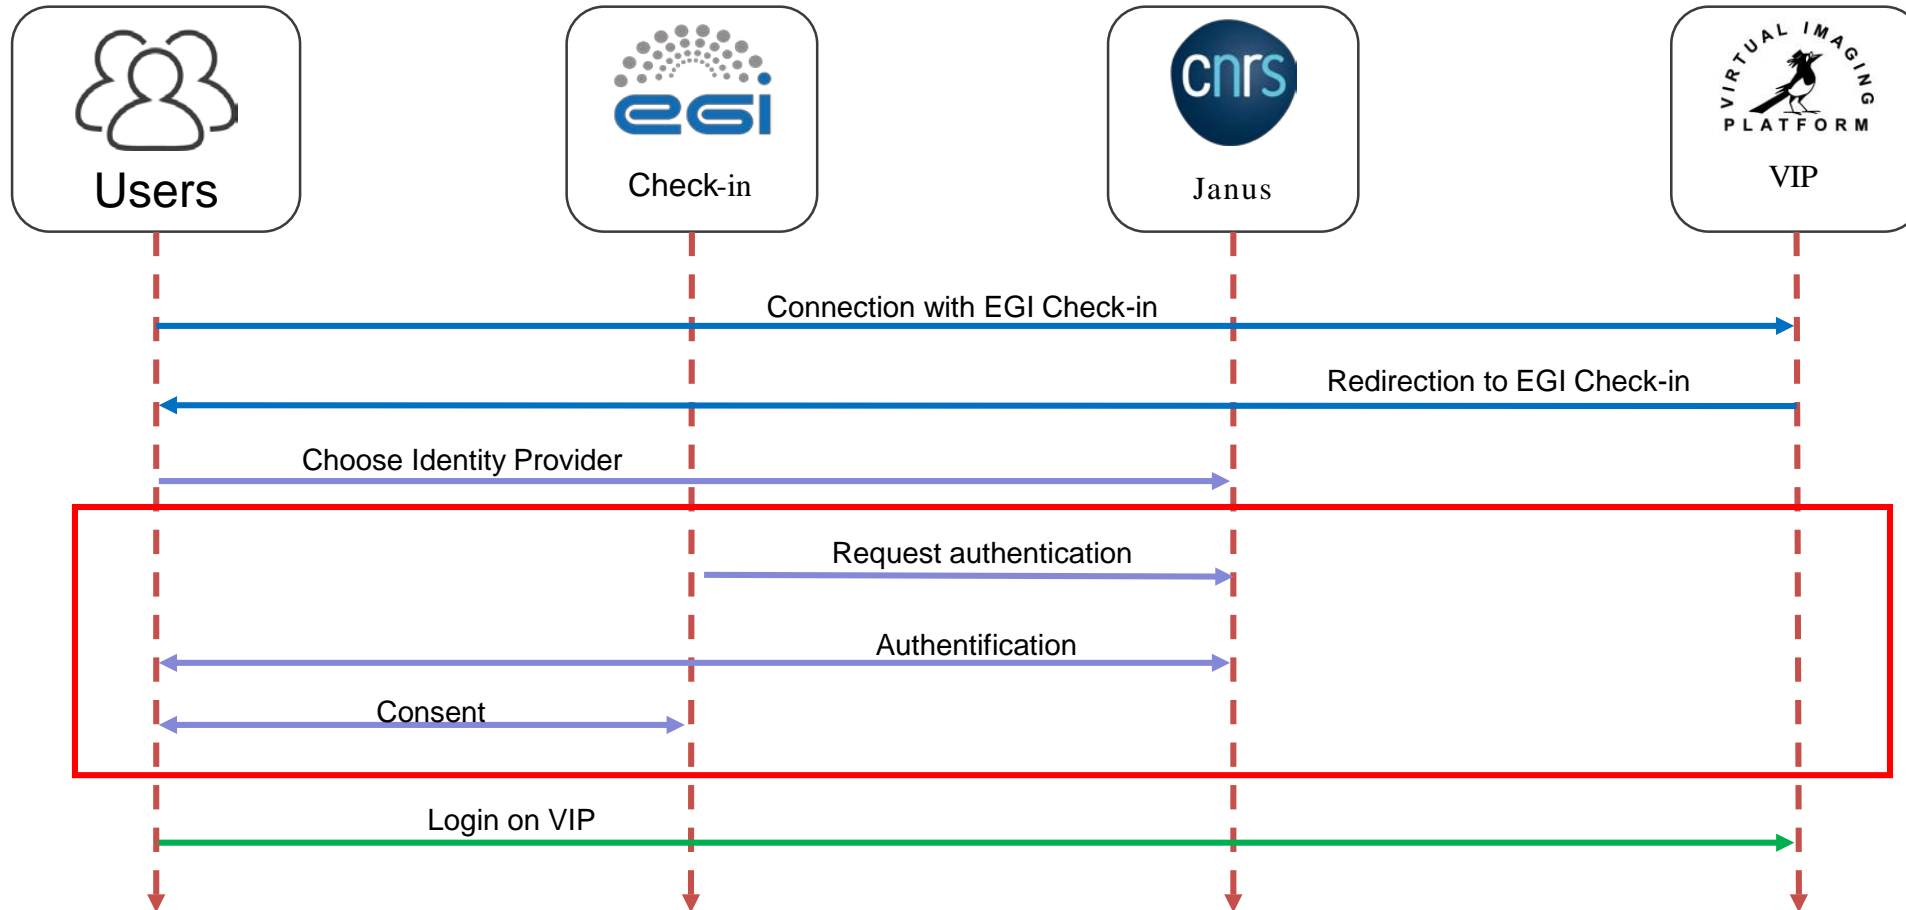 egi
cnrs
VIRTUAL IMAGING
PLATFORM
Users
Check-in
Janus
VIP
Connection with EGI Check-in
Redirection to EGI Check-in
Choose Identity Provider
Request authentication
Authentification
Consent
Login on VIP